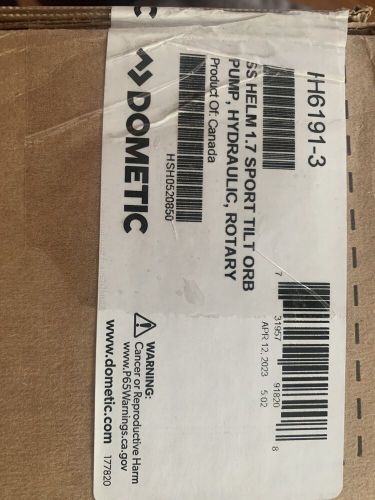 HH6191-3
SS HELM 1.7 SPORT TILT ORB
PUMP, HYDRAULIC, ROTARY
Product Of: Canada
HSH0520850
DOMETIC
7 31957 91820 8
APR 12, 2023 5:02
WARNING:
Cancer or Reproductive Harm
www.P65Warnings.ca.gov
www.dometic.com
177820